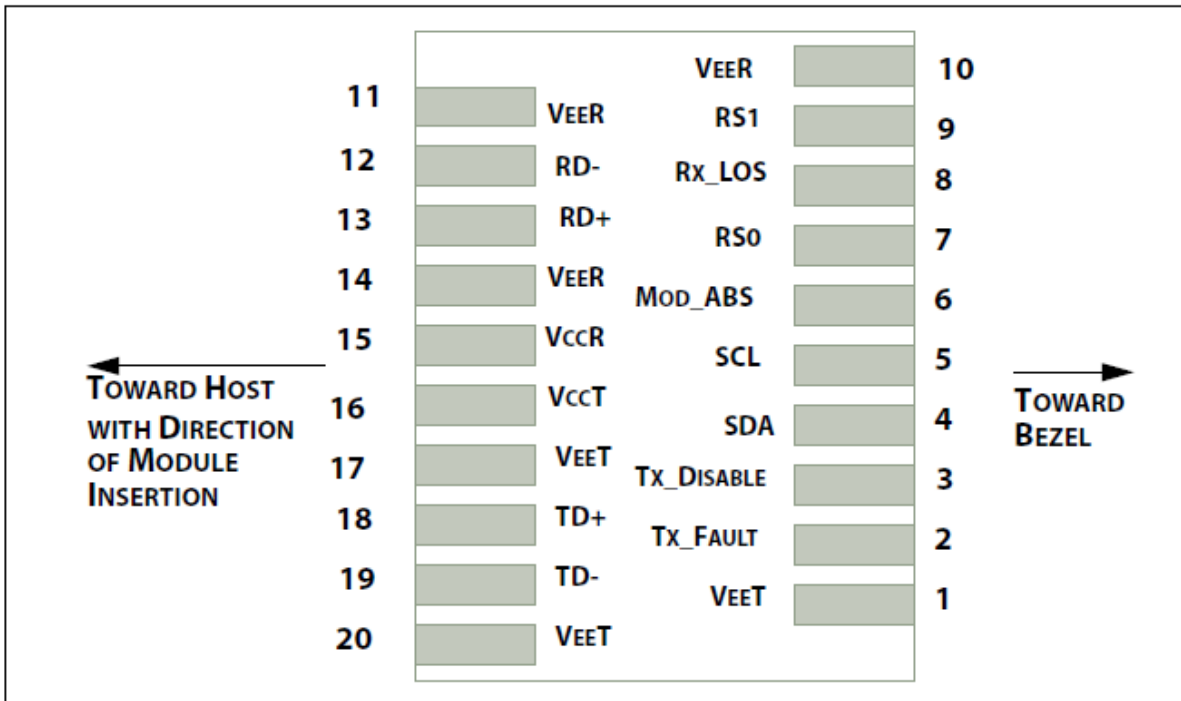 VEER 10
11 VEER
RS1 9
12 RD-
RX_LOS 8
13 RD+
RS0 7
14 VEER
MOD_ABS 6
15 VCCR
SCL 5
TOWARD HOST
WITH DIRECTION
OF MODULE
INSERTION
16 VCCT
TOWARD
BEZEL
SDA 4
17 VEET
TX_DISABLE 3
18 TD+
TX_FAULT 2
19 TD-
VEET 1
20 VEET